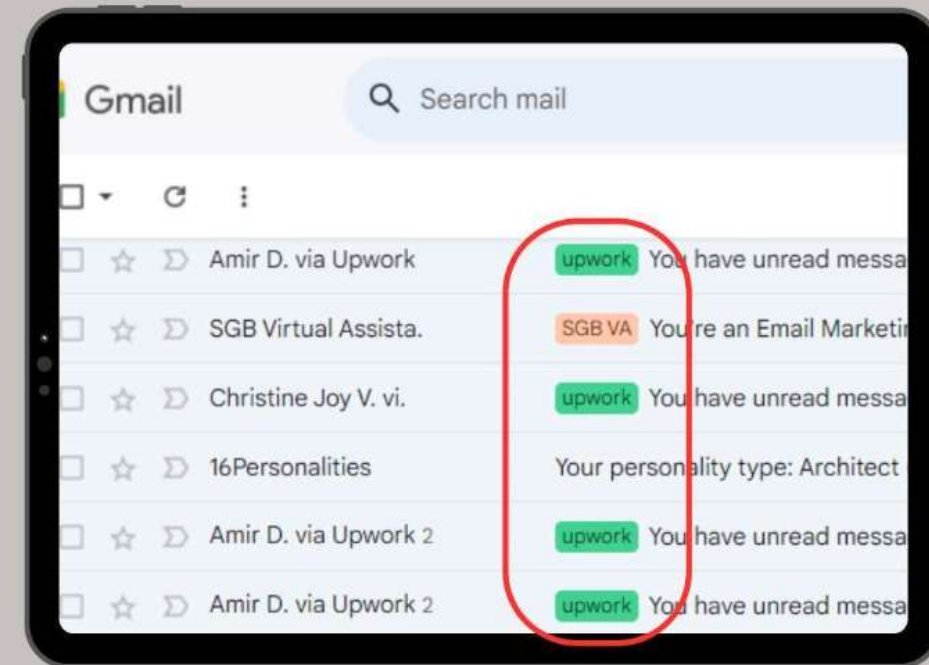 Gmail
Search mail
Amir D. via Upwork upwork You have unread messa
SGB Virtual Assista. SGB VA You're an Email Marketin
Christine Joy V. vi. upwork You have unread messa
16Personalities Your personality type: Architect
Amir D. via Upwork 2 upwork You have unread messa
Amir D. via Upwork 2 upwork You have unread messa